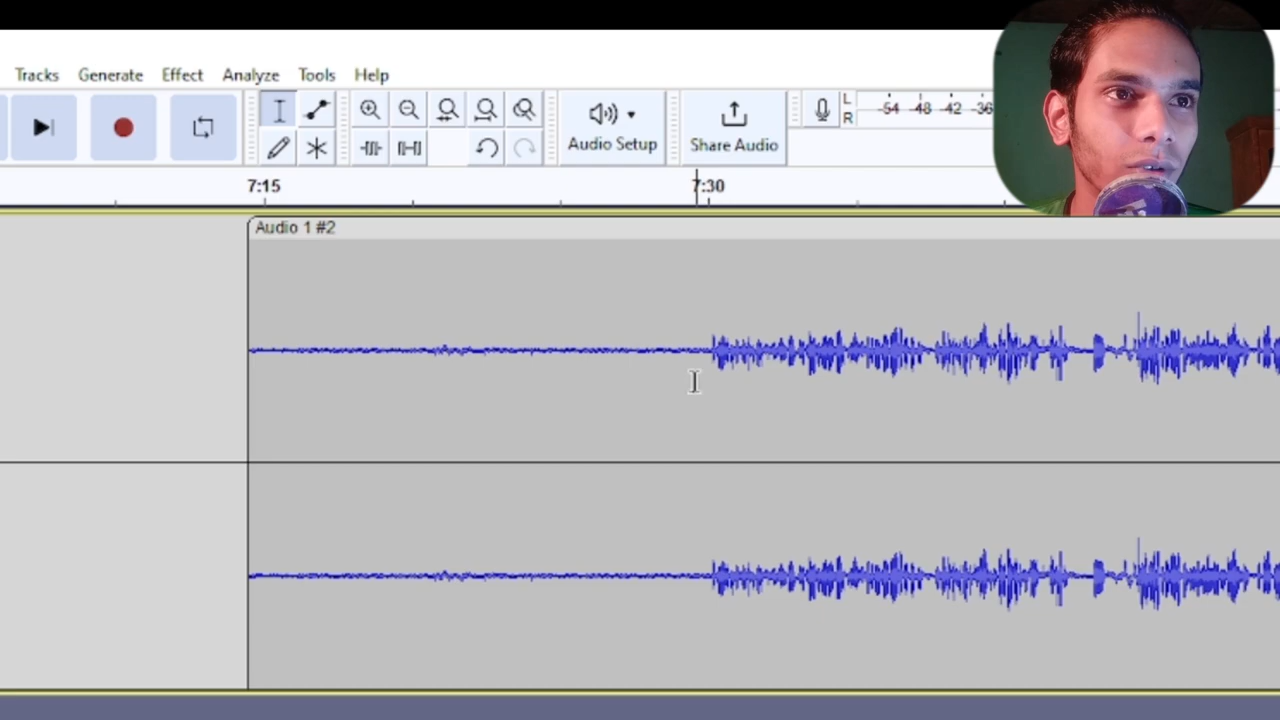 Tracks Generate Effect Analyze Tools Help
Audio Setup
Share Audio
L
R
-54 -48 -42 -36
7:15 7:30
Audio 1 #2